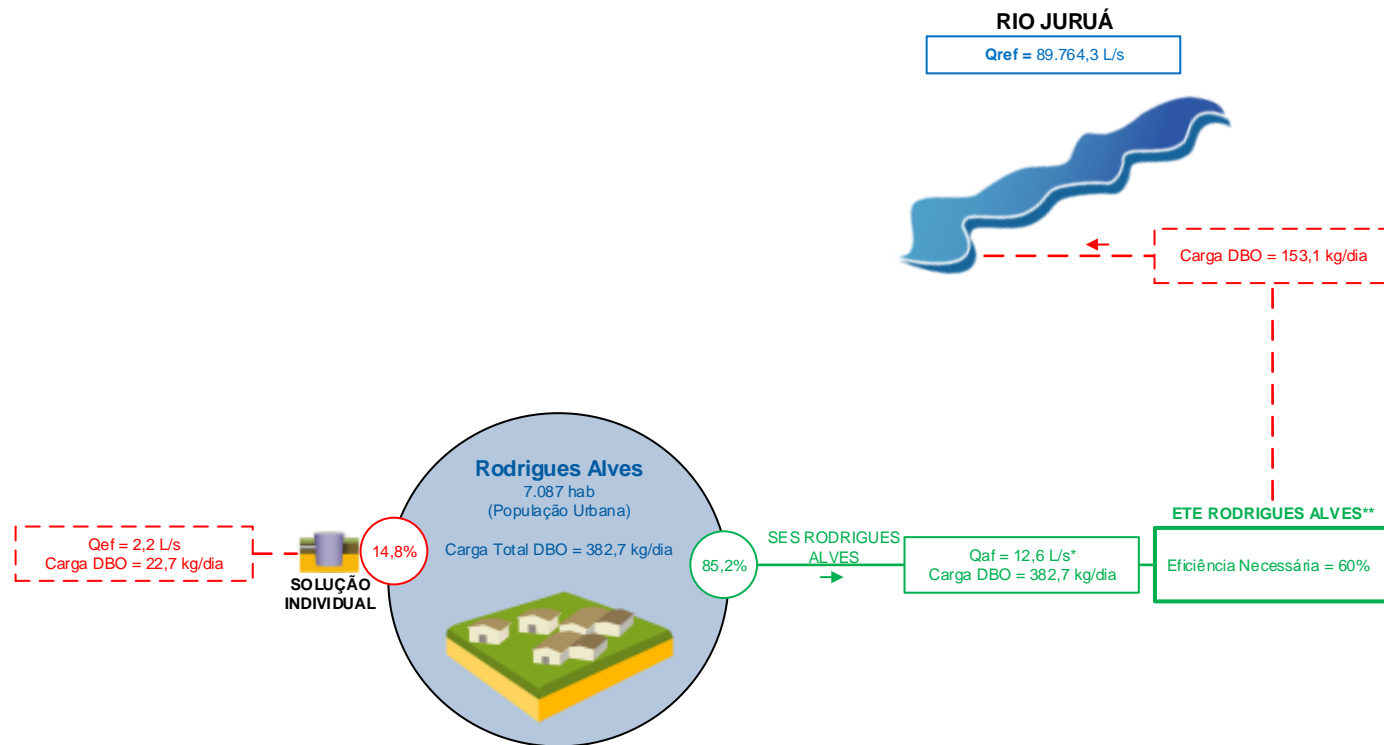 RIO JURUÁ
Qref = 89.764,3 L/s
Carga DBO = 153,1 kg/dia
Rodrigues Alves
7.087 hab
(População Urbana)
Carga Total DBO = 382,7 kg/dia
Qef = 2,2 L/s
Carga DBO = 22,7 kg/dia
SOLUÇÃO
INDIVIDUAL
14,8%
85,2%
SES RODRIGUES
ALVES
Qaf = 12,6 L/s*
Carga DBO = 382,7 kg/dia
ETE RODRIGUES ALVES**
Eficiência Necessária = 60%